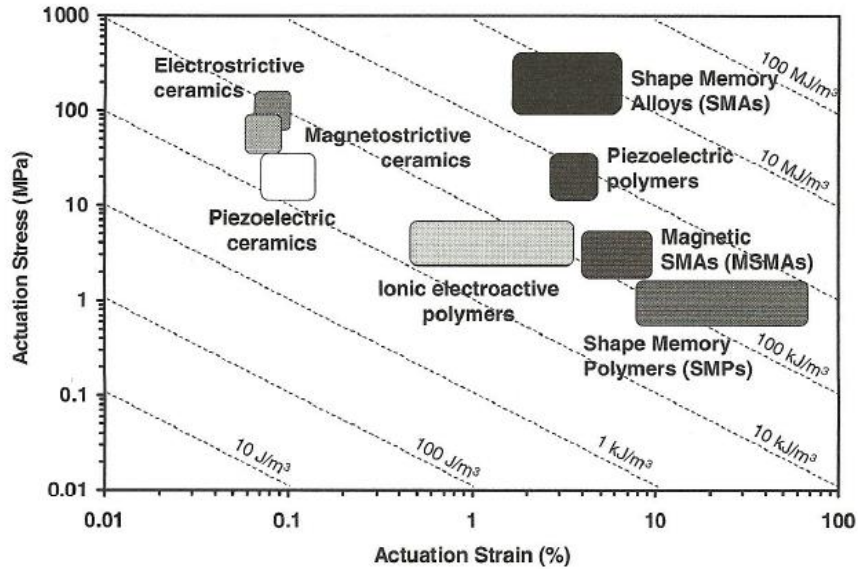 1000
100
10
1
0.1
0.01
Actuation Stress (MPa)
Electrostrictive
ceramics
Magnetostrictive
ceramics
Piezoelectric
ceramics
Shape Memory
Alloys (SMAs)
Piezoelectric
polymers
Magnetic
SMAs (MSMAs)
Ionic electroactive
polymers
Shape Memory
Polymers (SMPs)
100 MJ/m³
10 MJ/m³
100 kJ/m³
10 kJ/m³
1 kJ/m³
100 J/m³
10 J/m³
0.01
0.1
1
10
100
Actuation Strain (%)